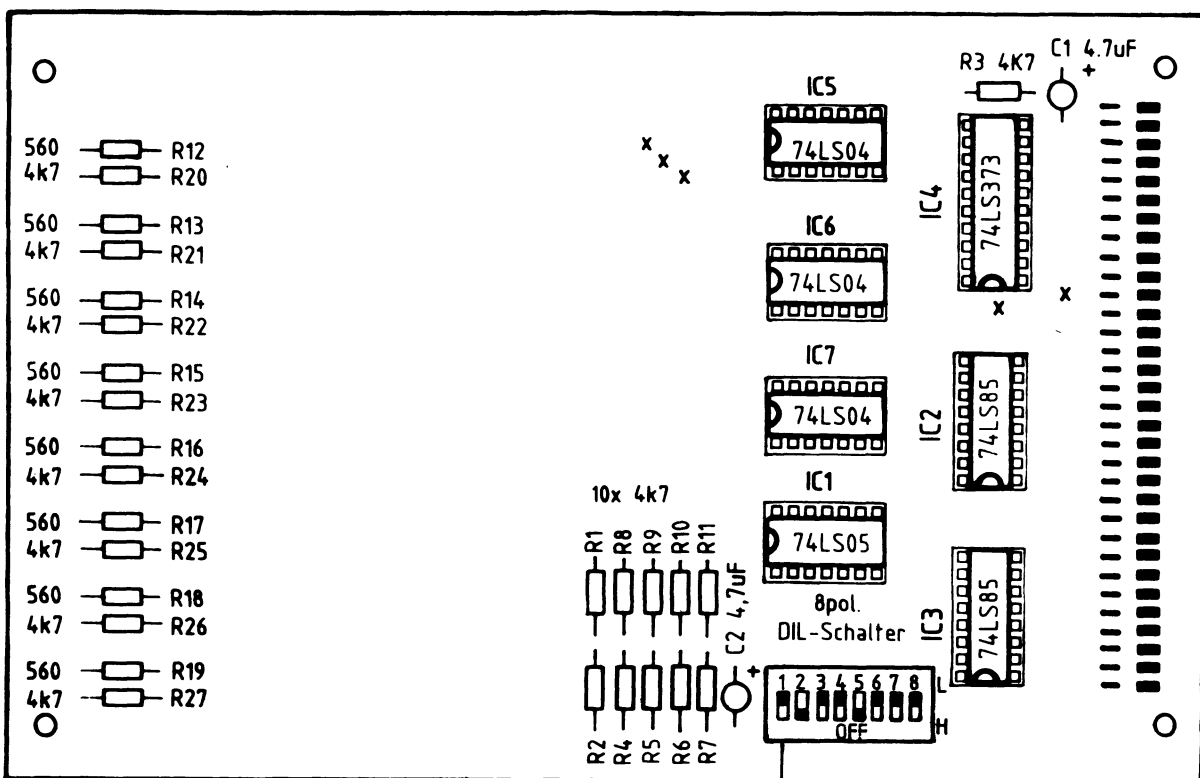 C1 4.7uF
R3 4K7
+
IC5
74LS04
IC4
74LS373
560 R12
4k7 R20
x
x
x
560 R13
4k7 R21
IC6
74LS04
560 R14
4k7 R22
x
x
IC7
74LS04
IC2
74LS85
560 R15
4k7 R23
560 R16
4k7 R24
10x 4k7
IC1
74LS05
560 R17
4k7 R25
R1 R8 R9 R10 R11
C2 4,7uF
+
8pol.
DIL-Schalter
IC3
74LS85
560 R18
4k7 R26
560 R19
4k7 R27
1 2 3 4 5 6 7 8
L
OFF
H
R2 R4 R5 R6 R7